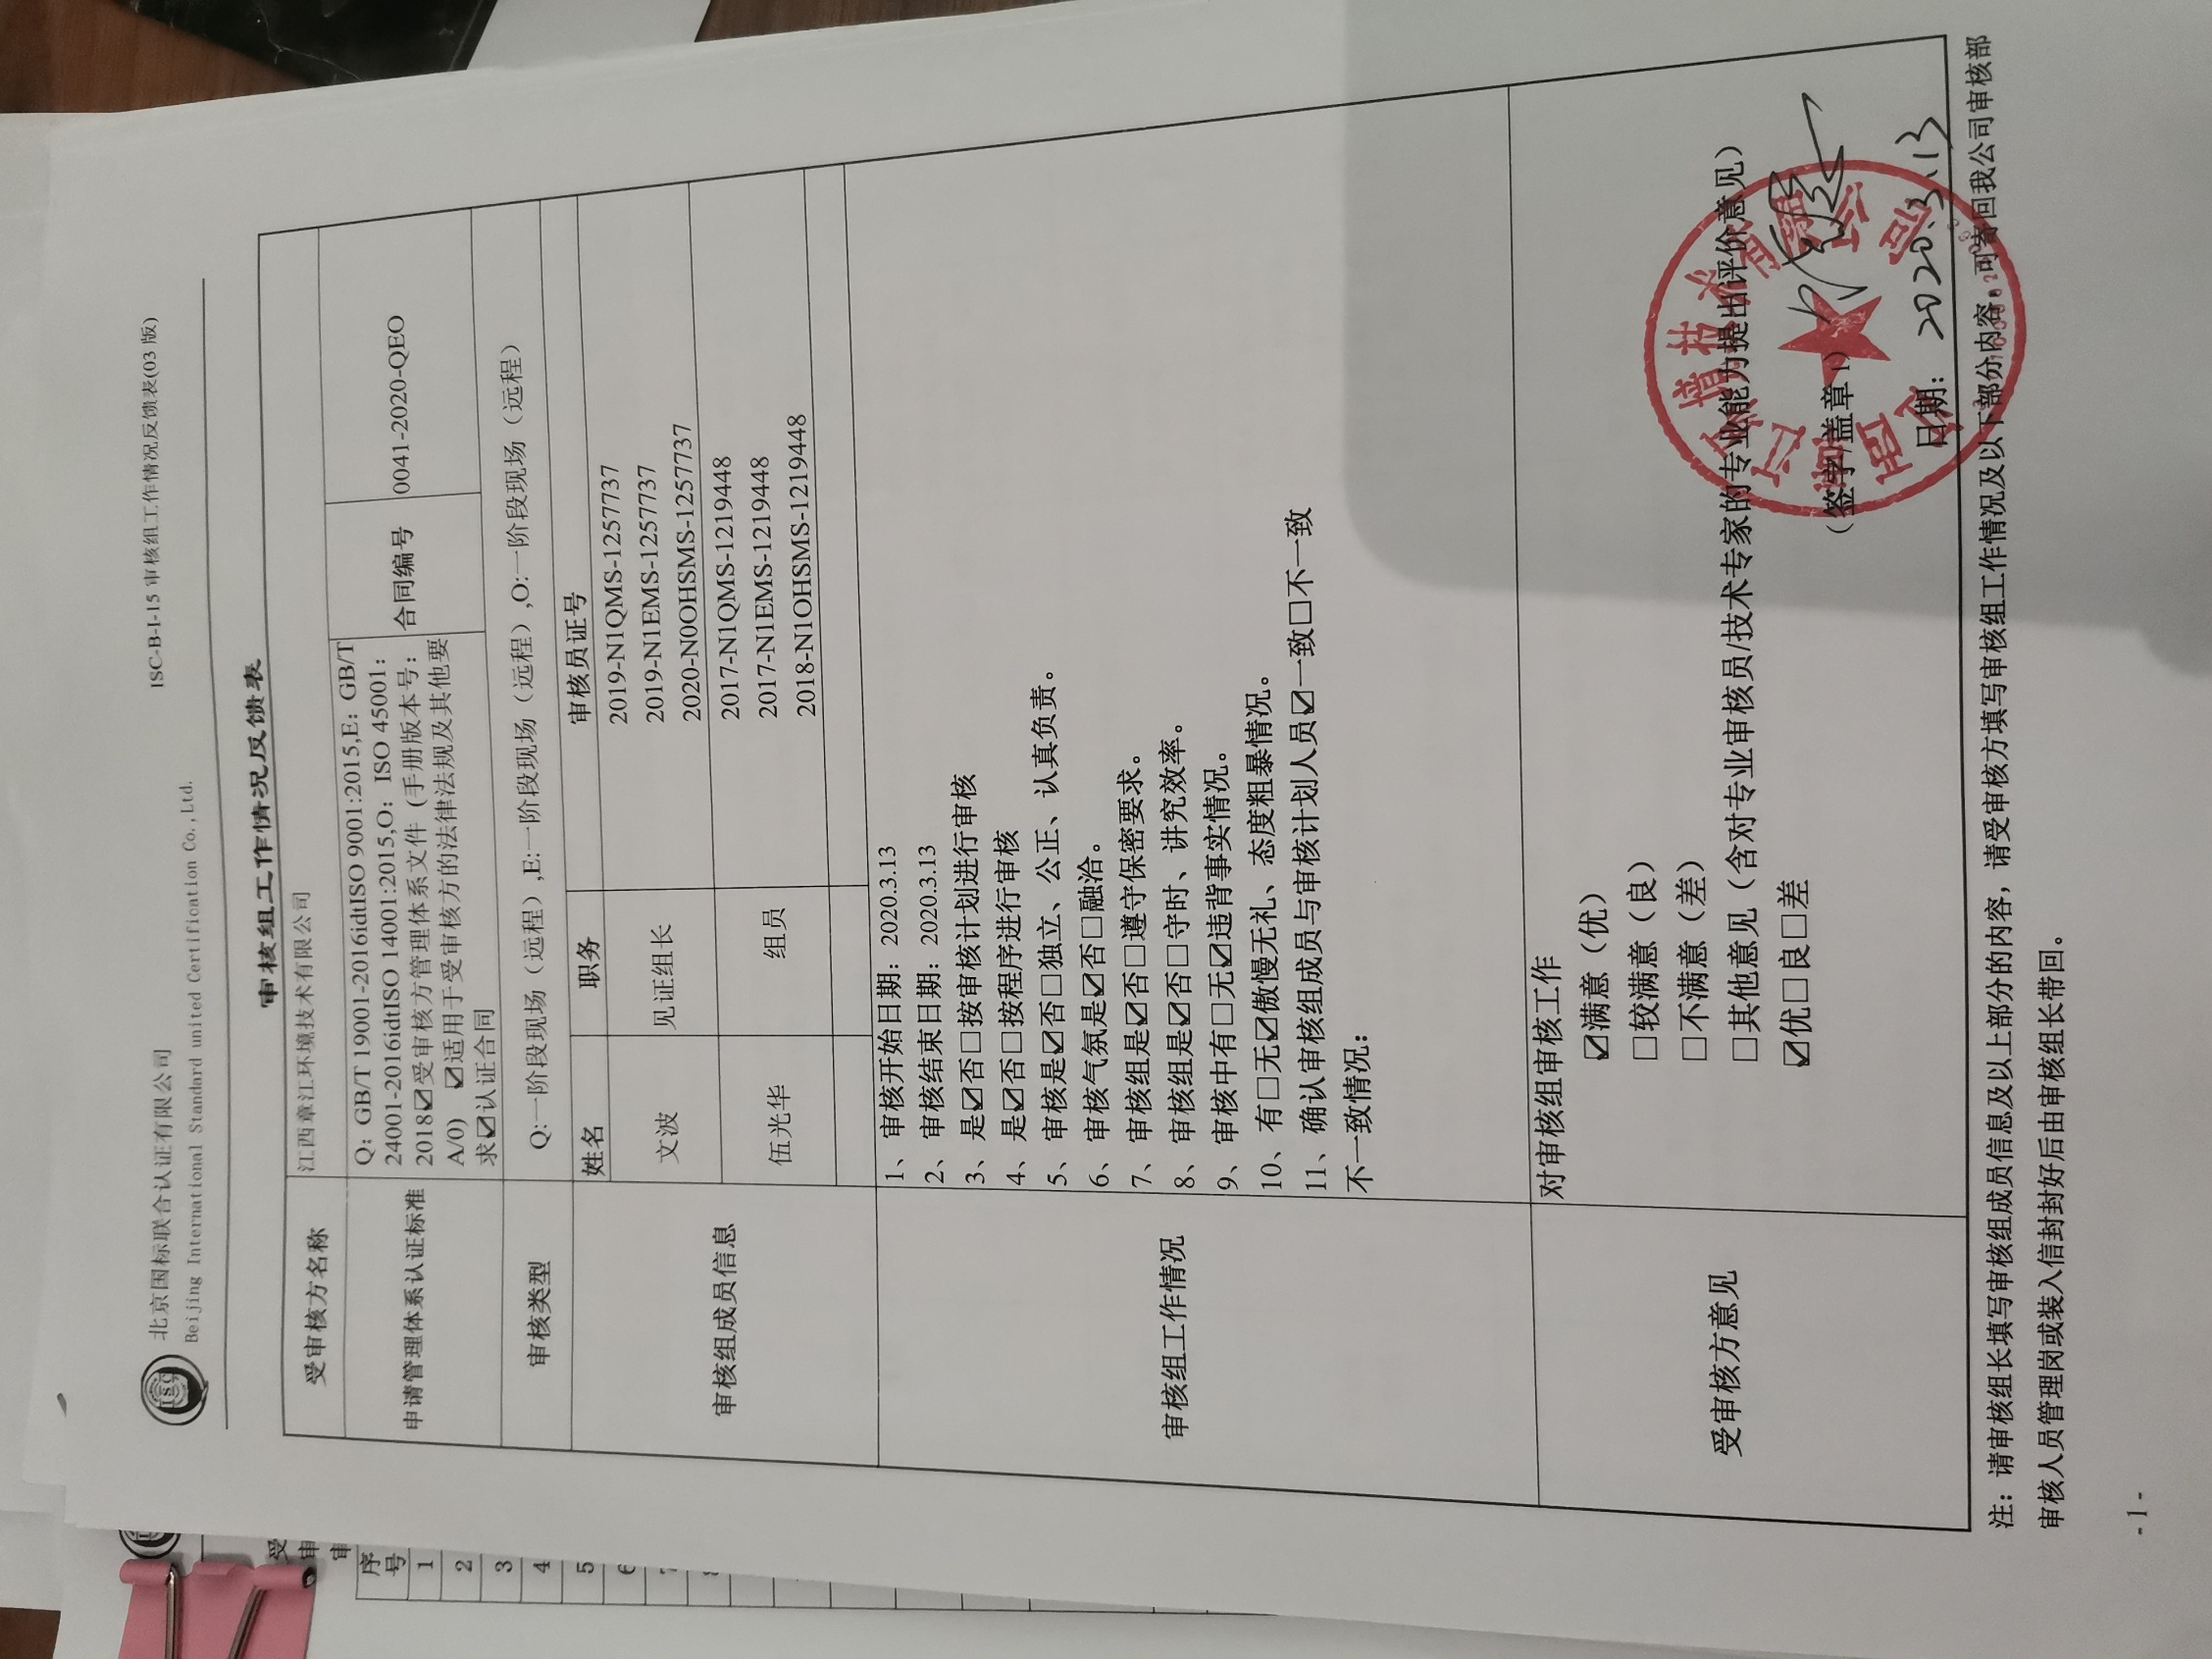 北京国标联合认证有限公司
ISC-B-I-15 审核组工作情况反馈表(03 版)
Beijing International Standard united Certification Co.,Ltd.
审核组工作情况反馈表
受审核方名称
江西章江环境技术有限公司
申请管理体系认证标准
Q：GB/T 19001-2016idtISO 9001:2015,E：GB/T
24001-2016idtISO 14001:2015,O：ISO 45001：
2018☑受审核方管理体系文件（手册版本号：
A/0） ☑适用于受审核方的法律法规及其他要
求☑认证合同
合同编号
0041-2020-QEO
审核类型
Q:一阶段现场（远程）,E:一阶段现场（远程）,O:一阶段现场（远程）
审核组成员信息
姓名 职务 审核员证号
文波 见证组长
2019-N1QMS-1257737
2019-N1EMS-1257737
2020-N0OHSMS-1257737
伍光华 组员
2017-N1QMS-1219448
2017-N1EMS-1219448
2018-N1OHSMS-1219448
审核组工作情况
1、审核开始日期：2020.3.13
2、审核结束日期：2020.3.13
3、是☑否□按审核计划进行审核
4、是☑否□按程序进行审核
5、审核是☑否□独立、公正、认真负责。
6、审核气氛是☑否□融洽。
7、审核组是☑否□遵守保密要求。
8、审核组是☑否□守时、讲究效率。
9、审核中有□无☑违背事实情况。
10、有□无☑傲慢无礼、态度粗暴情况。
11、确认审核组成员与审核计划人员☑一致□不一致
不一致情况：
受审核方意见
对审核组审核工作
☑满意（优）
□较满意（良）
□不满意（差）
□其他意见（含对专业审核员/技术专家的专业能力提出评价意见）
☑优□良□差
（签字/盖章）
日期：2020.3.13
注：请审核组长填写审核组成员信息及以上部分的内容，请受审核方填写审核组工作情况及以下部分内容。可寄回我公司审核部
审核人员管理岗或装入信封封好后由审核组长带回。
- 1 -
受
审
审
序号
1
2
3
4
5
6
7